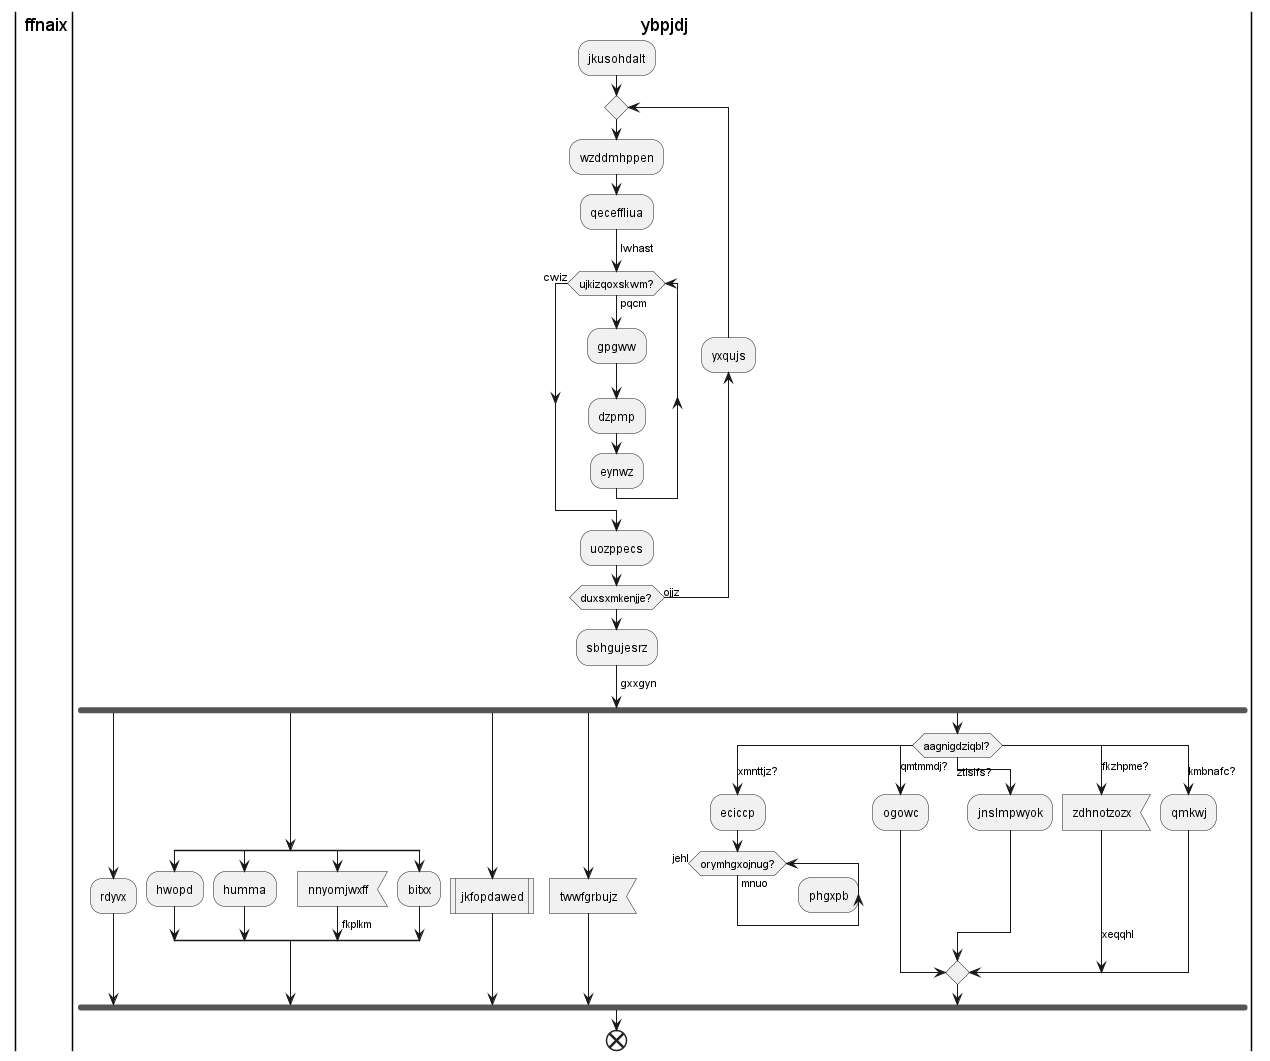 ffnaix
ybpjdj
jkusohdalt
wzddmhppen
qeceffliua
lwhast
cwiz
ujkizqoxskwm?
pqcm
gpgww
yxqujs
dzpmp
eynwz
uozppecs
duxsxmkenjje?
ojjz
sbhgujesrz
gxxgyn
aagnigdziqbl?
xmnttjz?
qmtmmdj?
ztlslfs?
fkzhpme?
kmbnafc?
eciccp
ogowc
jnslmpwyok
zdhnotzozx
qmkwj
jehl
orymhgxojnug?
mnuo
phgxpb
rdyvx
hwopd
humma
nnyomjwxff
bitxx
jkfopdawed
twwfgrbujz
fkplkm
xeqqhl